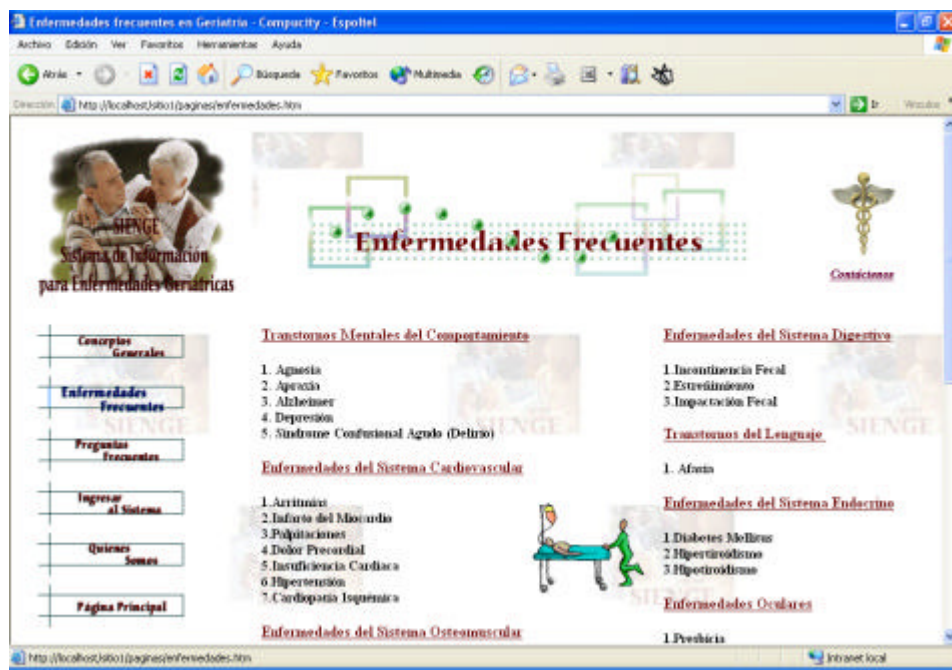 Enfermedades frecuentes en Geriatria - Compucity - Espoltel
Archivo Edición Ver Favoritos Herramientas Ayuda
Atrás Búsqueda Favoritos Multimedia
Dirección http://localhost/sitio1/paginas/enfermedades.htm Ir Vínculos
SIENGE
Sistema de Información
para Enfermedades Geriátricas
Enfermedades Frecuentes
Contáctenos
Conceptos
Generales
Enfermedades
Frecuentes
Preguntas
Frecuentes
Ingresar
al Sistema
Quienes
Somos
Página Principal
Transtornos Mentales del Comportamiento
1. Agnosia
2. Apraxia
3. Alzheimer
4. Depresión
5. Sindrome Confusional Agudo (Delirio)
Enfermedades del Sistema Cardiovascular
1.Arritmias
2.Infarto del Miocardio
3.Palpitaciones
4.Dolor Precordial
5.Insuficiencia Cardiaca
6.Hipertensión
7.Cardiopatía Isquémica
Enfermedades del Sistema Osteomuscular
Enfermedades del Sistema Digestivo
1.Incontinencia Fecal
2.Estreñimiento
3.Impactación Fecal
Transtornos del Lenguaje
1. Afasia
Enfermedades del Sistema Endocrino
1.Diabetes Mellitus
2.Hipertiroidismo
3.Hipotiroidismo
Enfermedades Oculares
1.Presbicia
SIENGE
SIENGE
SIENGE
http://localhost/sitio1/paginas/enfermedades.htm Intranet local